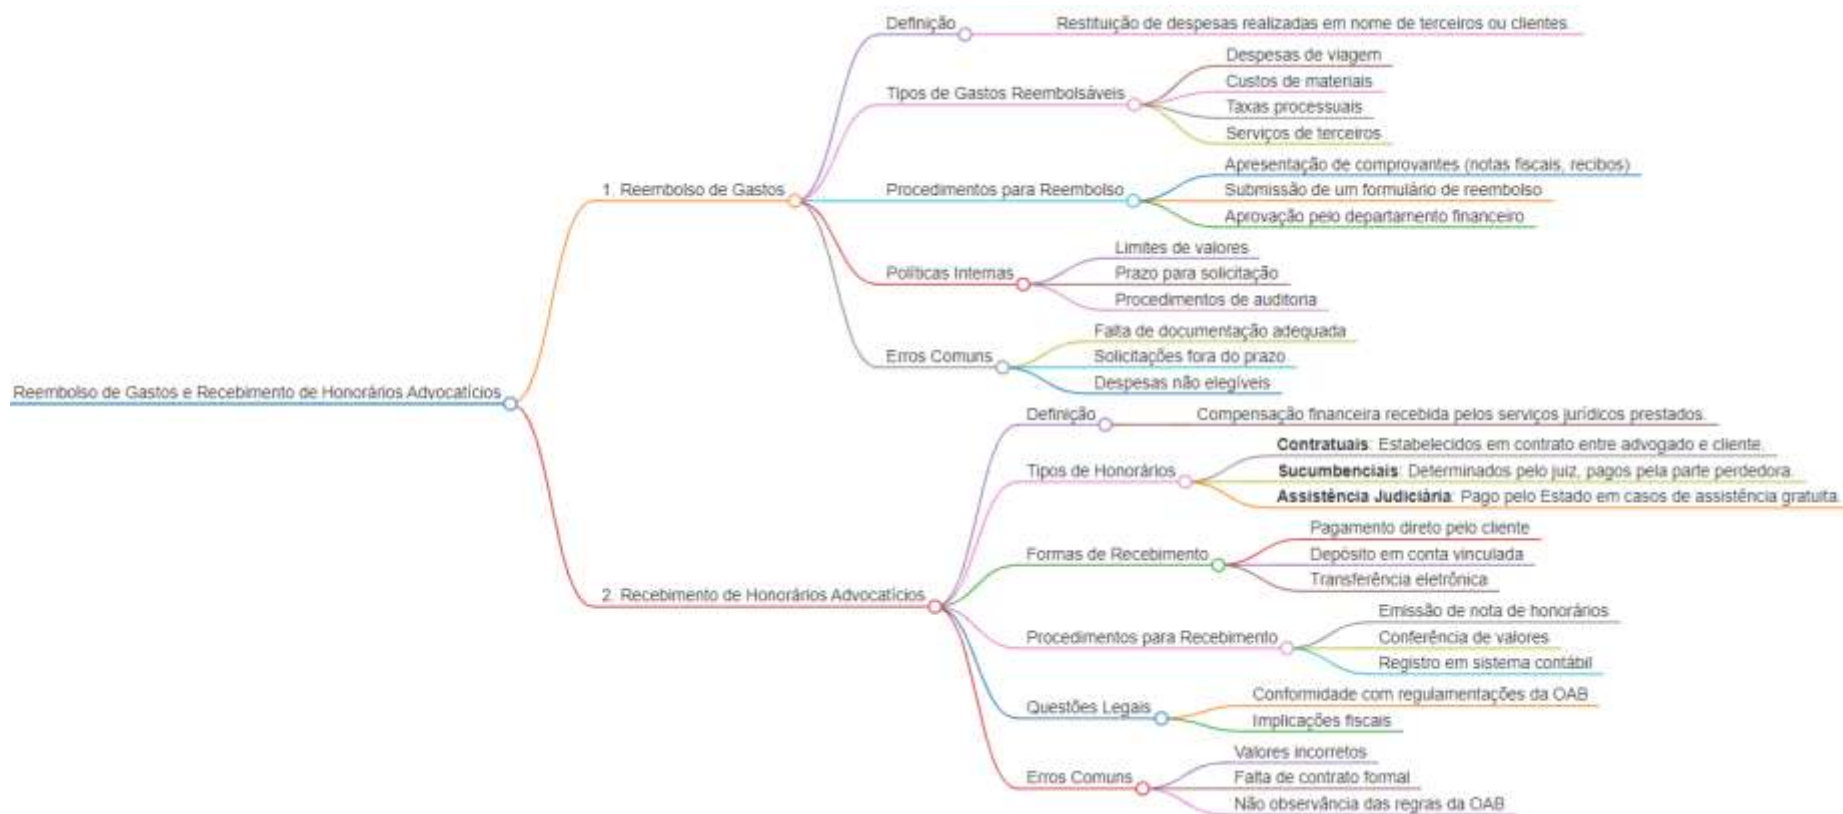 Reembolso de Gastos e Recebimento de Honorários Advocatícios
1. Reembolso de Gastos
Definição
Restituição de despesas realizadas em nome de terceiros ou clientes.
Tipos de Gastos Reembolsáveis
Despesas de viagem
Custos de materiais
Taxas processuais
Serviços de terceiros
Procedimentos para Reembolso
Apresentação de comprovantes (notas fiscais, recibos)
Submissão de um formulário de reembolso
Aprovação pelo departamento financeiro
Políticas Internas
Limites de valores
Prazo para solicitação
Procedimentos de auditoria
Erros Comuns
Falta de documentação adequada
Solicitações fora do prazo
Despesas não elegíveis
2. Recebimento de Honorários Advocatícios
Definição
Compensação financeira recebida pelos serviços jurídicos prestados.
Tipos de Honorários
Contratuais: Estabelecidos em contrato entre advogado e cliente.
Sucumbenciais: Determinados pelo juiz, pagos pela parte perdedora.
Assistência Judiciária: Pago pelo Estado em casos de assistência gratuita.
Formas de Recebimento
Pagamento direto pelo cliente
Depósito em conta vinculada
Transferência eletrônica
Procedimentos para Recebimento
Emissão de nota de honorários
Conferência de valores
Registro em sistema contábil
Questões Legais
Conformidade com regulamentações da OAB
Implicações fiscais
Erros Comuns
Valores incorretos
Falta de contrato formal
Não observância das regras da OAB